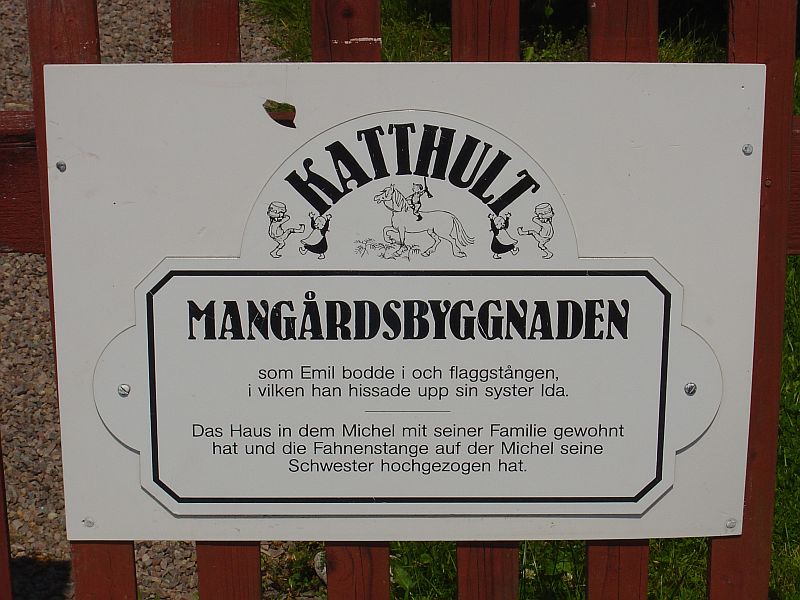 KATTHULT
MANGÅRDSBYGGNADEN
som Emil bodde i och flaggstången,
i vilken han hissade upp sin syster Ida.
Das Haus in dem Michel mit seiner Familie gewohnt
hat und die Fahnenstange auf der Michel seine
Schwester hochgezogen hat.